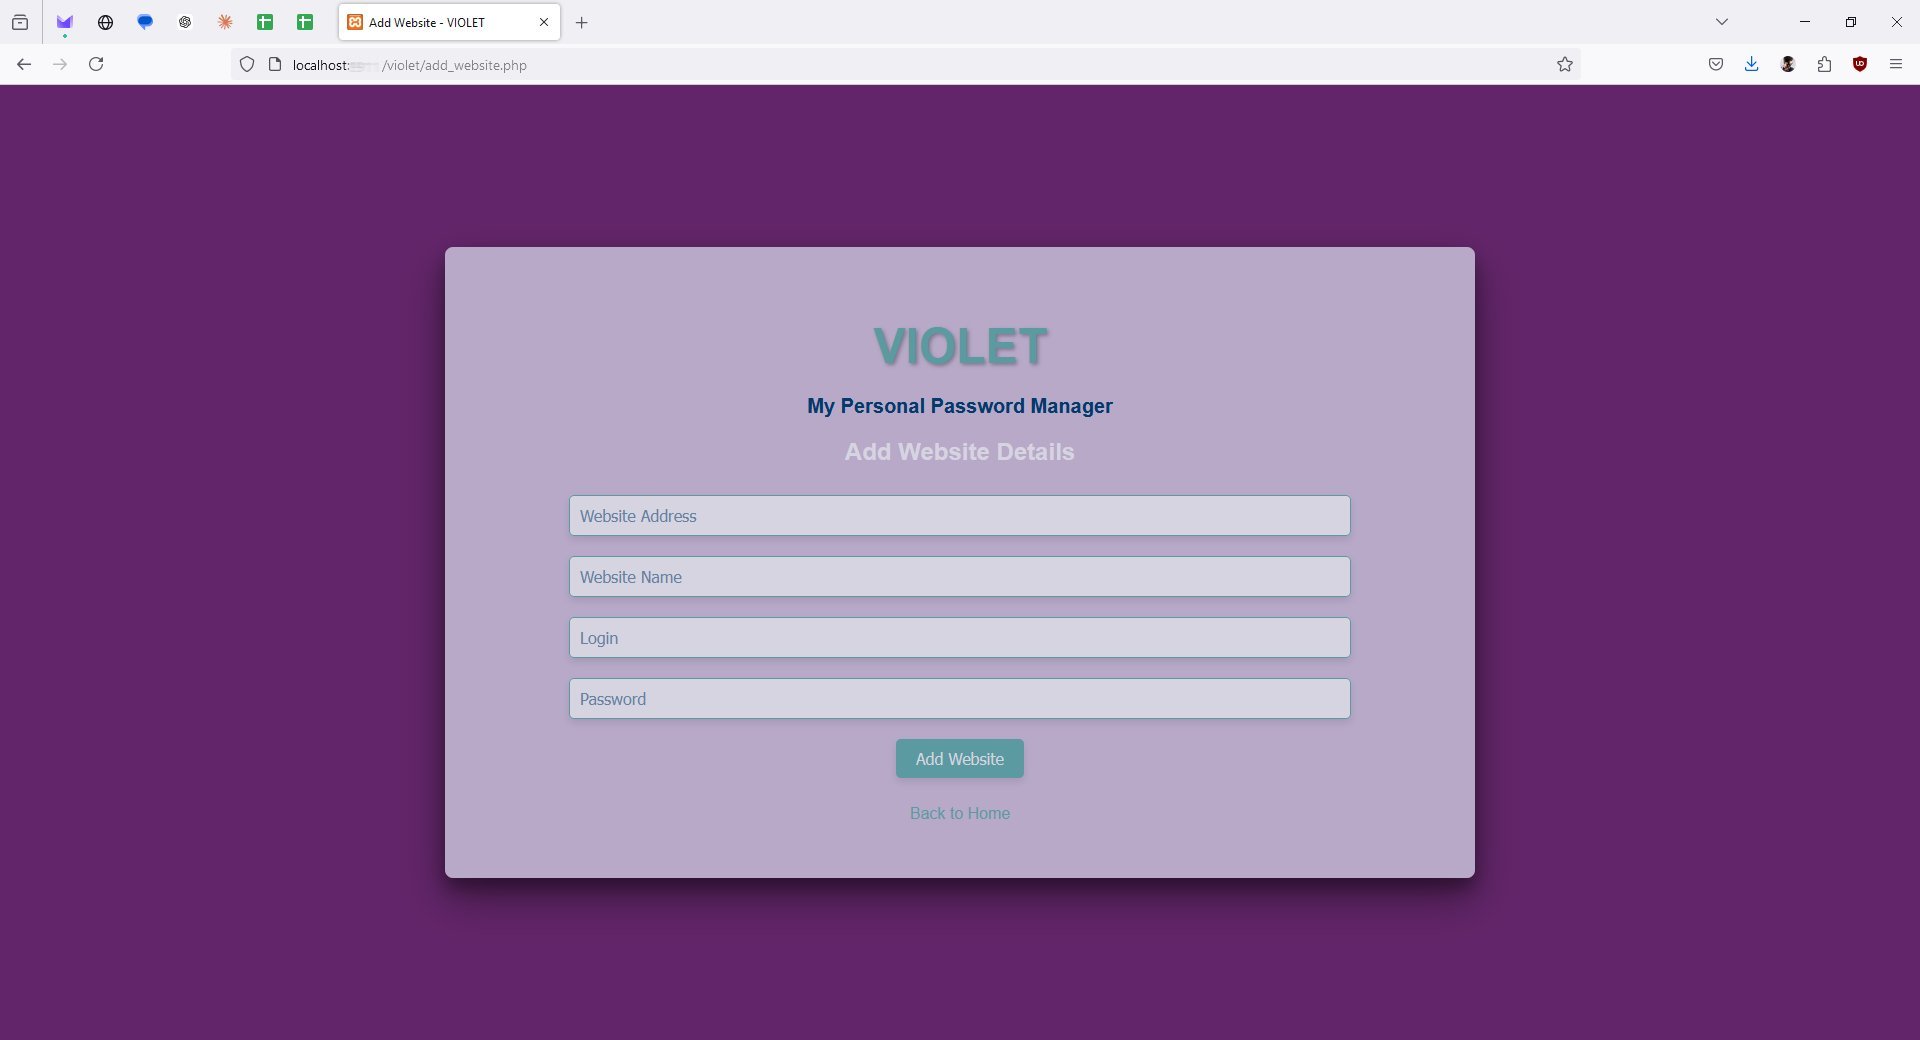 Add Website - VIOLET
localhost: /violet/add_website.php
VIOLET
My Personal Password Manager
Add Website Details
Website Address
Website Name
Login
Password
Add Website
Back to Home